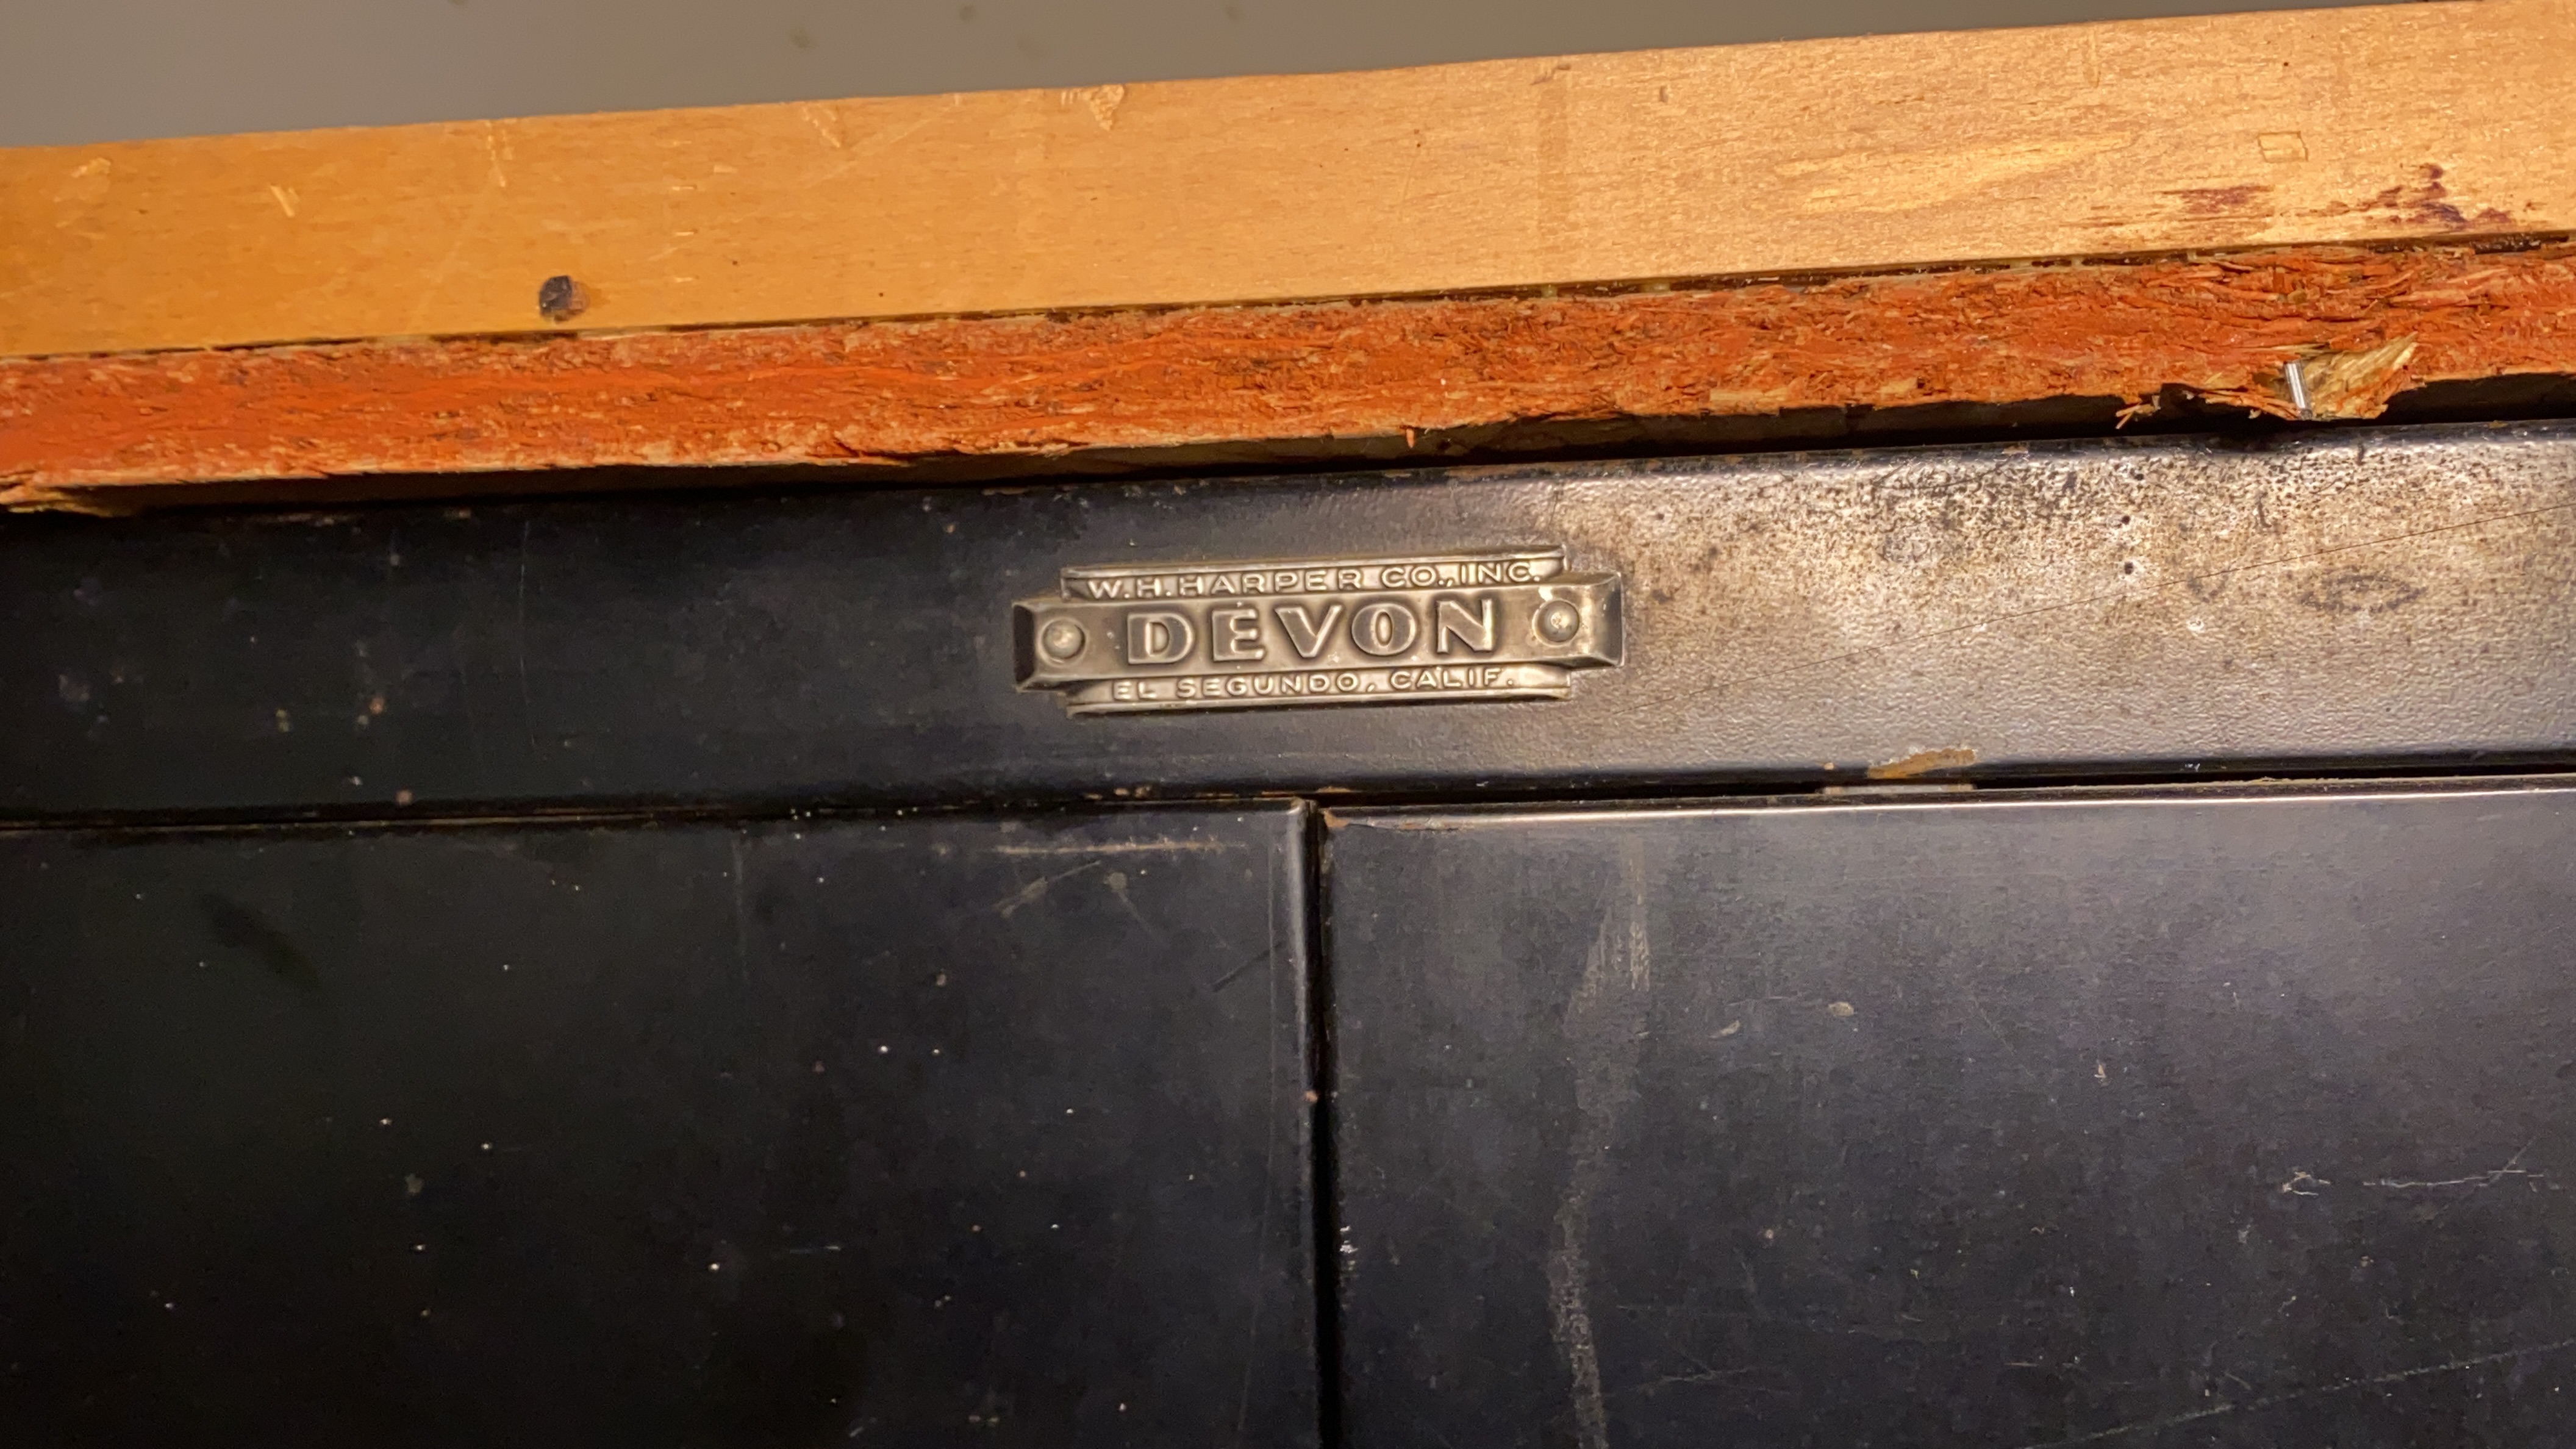 W.H.HARPER CO.,INC.
DEVON
EL SEGUNDO, CALIF.